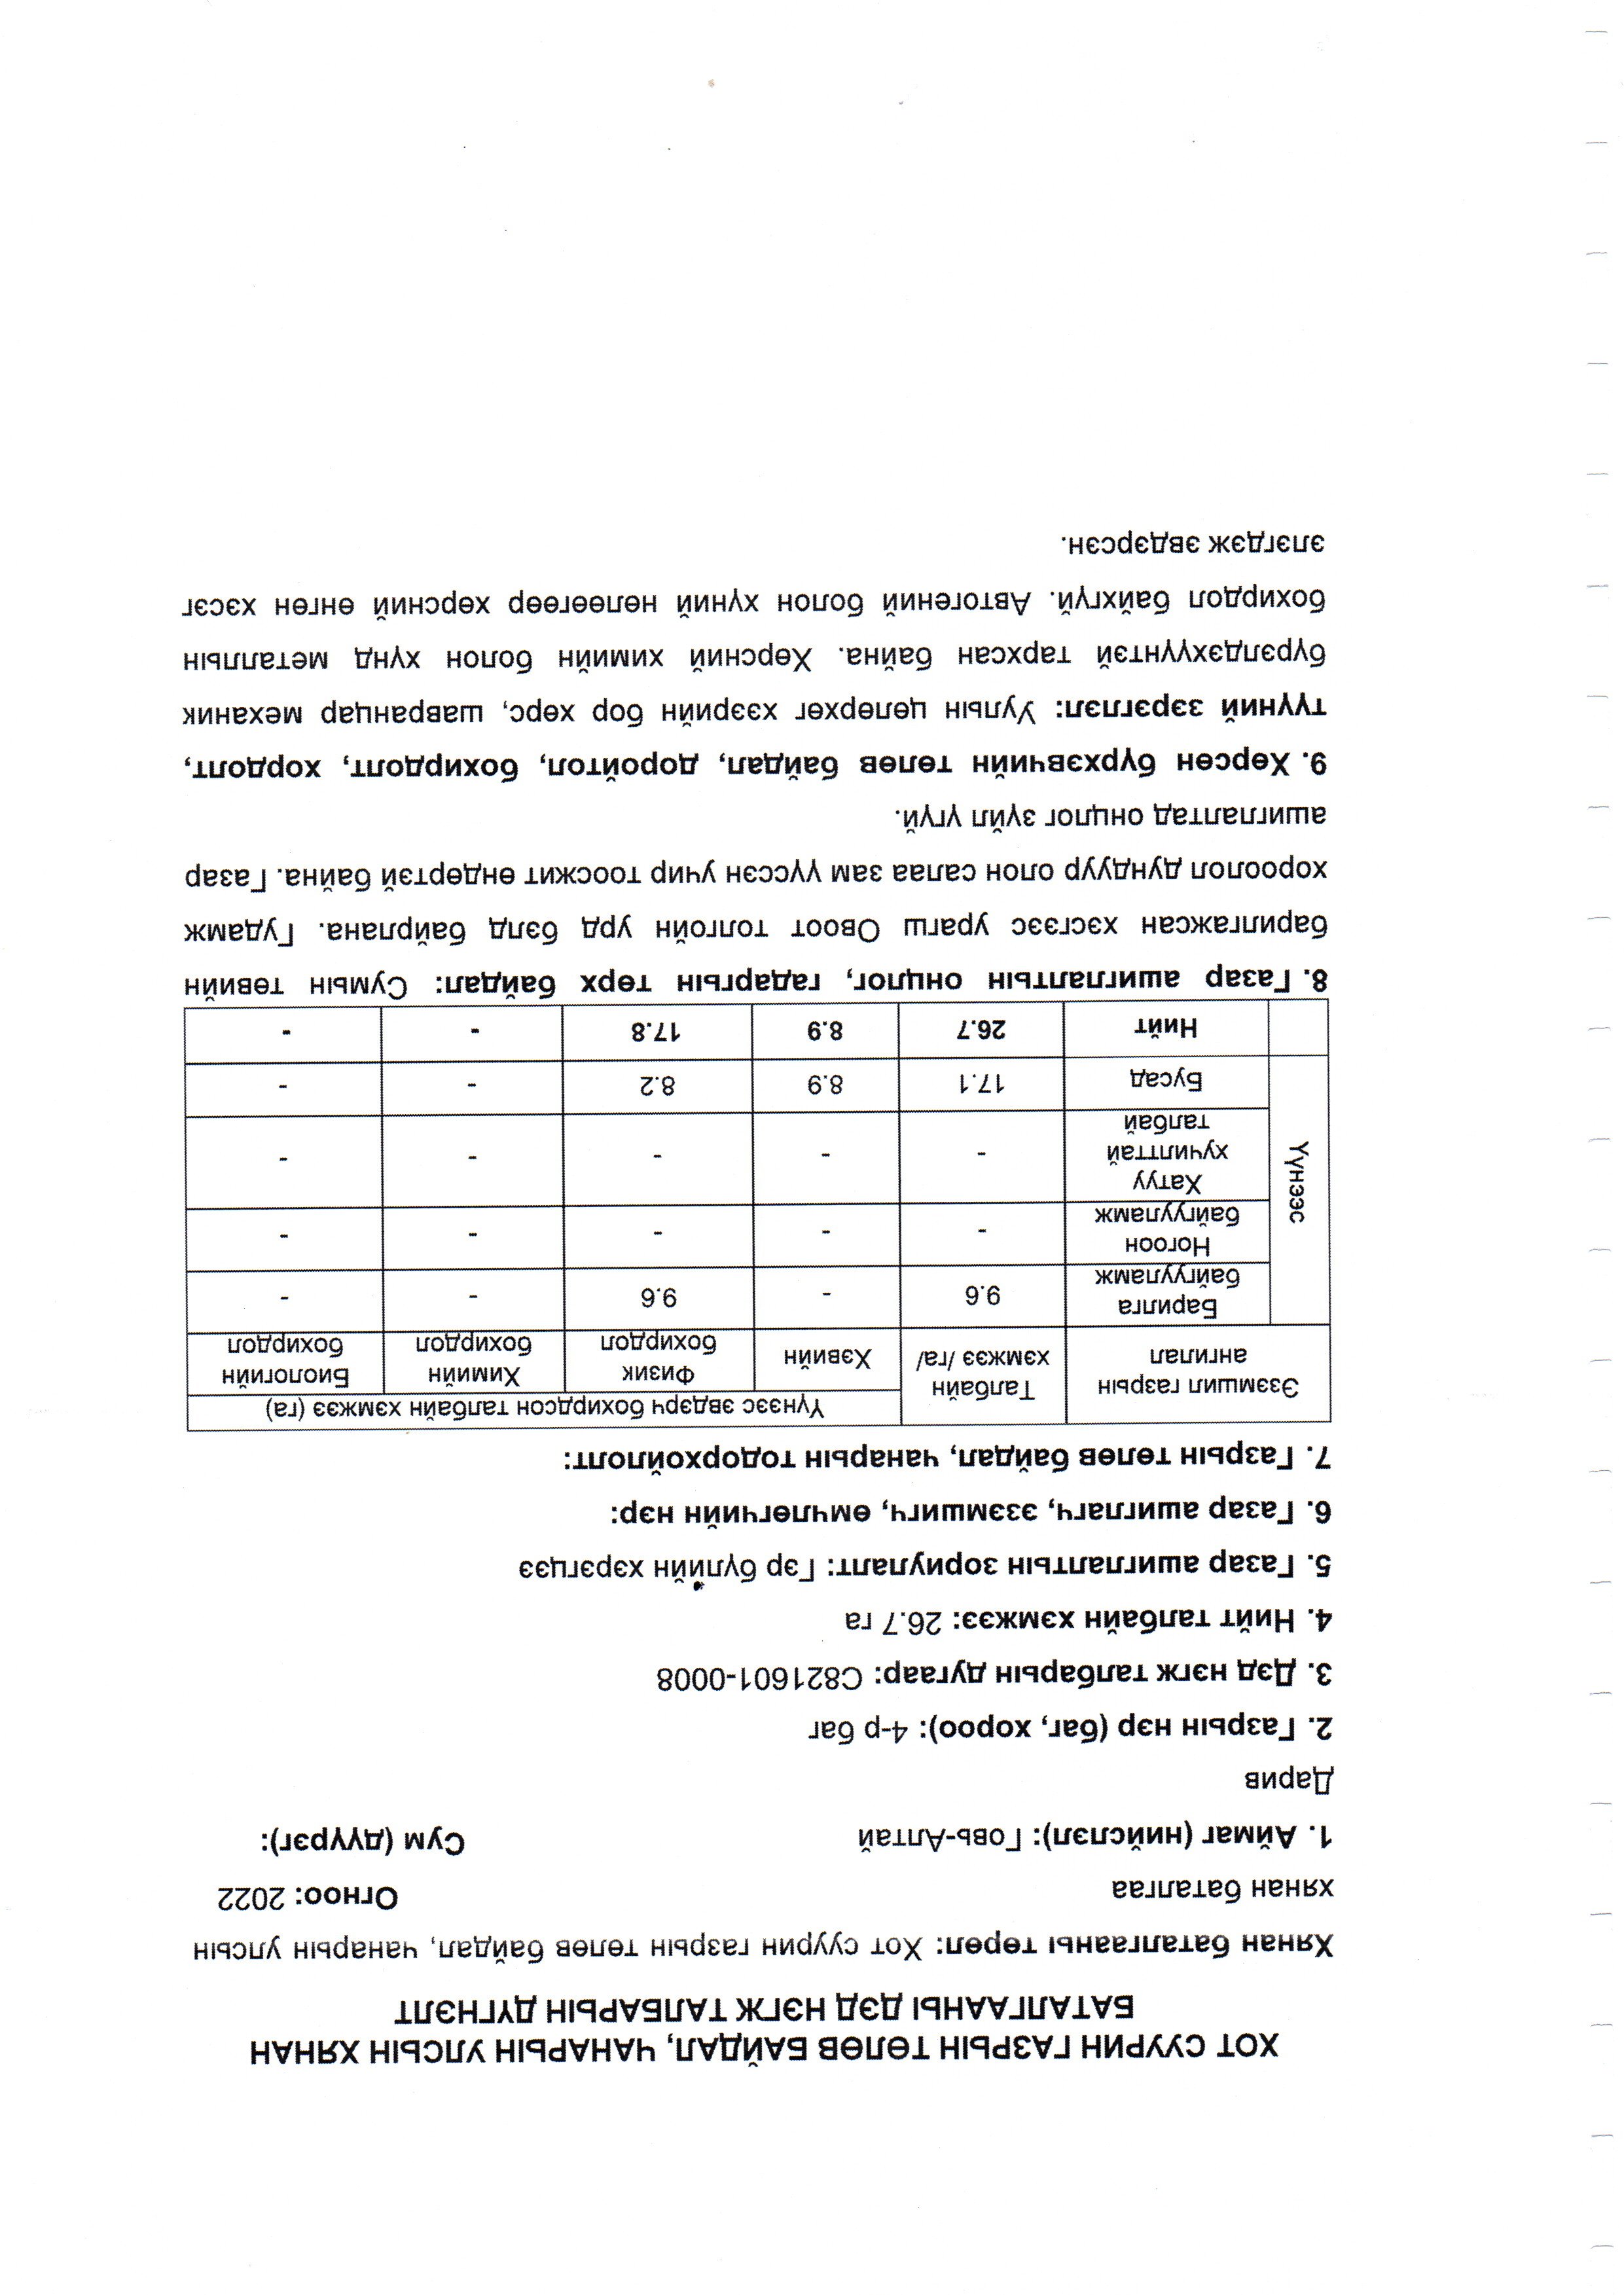 ХОТ СУУРИН ГАЗРЫН ТӨЛӨВ БАЙДАЛ, ЧАНАРЫН УЛСЫН ХЯНАН
БАТАЛГААНЫ ДЭД НЭГЖ ТАЛБАРЫН ДҮГНЭЛТ
Хянан баталгааны төрөл: Хот суурин газрын төлөв байдал, чанарын улсын
хянан баталгаа Огноо: 2022
1. Аймаг (нийслэл): Говь-Алтай Сум (дүүрэг):
Дарив
2. Газрын нэр (баг, хороо): 4-р баг
3. Дэд нэгж талбарын дугаар: C821601-0008
4. Нийт талбайн хэмжээ: 26.7 га
5. Газар ашиглалтын зориулалт: Гэр бүлийн хэрэгцээ
6. Газар ашиглагч, эзэмшигч, өмчлөгчийн нэр:
7. Газрын төлөв байдал, чанарын тодорхойлолт:
Эзэмшил газрын ангилал Талбайн хэмжээ /га/ Үүнээс эвдэрч бохирдсон талбайн хэмжээ (га)
Хэвийн Физик бохирдол Химийн бохирдол Биологийн бохирдол
Үүнээс Барилга байгууламж 9.6 - 9.6 - -
Ногоон байгууламж - - - - -
Хатуу хучилттай талбай - - - - -
Бусад 17.1 8.9 8.2 - -
Нийт 26.7 8.9 17.8 - -
8. Газар ашиглалтын онцлог, гадаргын төрх байдал: Сумын төвийн
барилгажсан хэсгээс урагш Овоот толгойн урд бэлд байрлана. Гудамж
хороолол дундуур олон салаа зам үүссэн учир тоосжит өндөртэй байна. Газар
ашиглалтад онцлог зүйл үгүй.
9. Хөрсөн бүрхэвчийн төлөв байдал, доройтол, бохирдолт, хордолт,
түүний зэрэглэл: Уулын цөлөрхөг хээрийн бор хөрс, шавранцар механик
бүрэлдэхүүнтэй тархсан байна. Хөрсний химийн болон хүнд металлын
бохирдол байхгүй. Автогений болон хүний нөлөөгөөр хөрсний өнгөн хэсэг
элэгдэж эвдэрсэн.